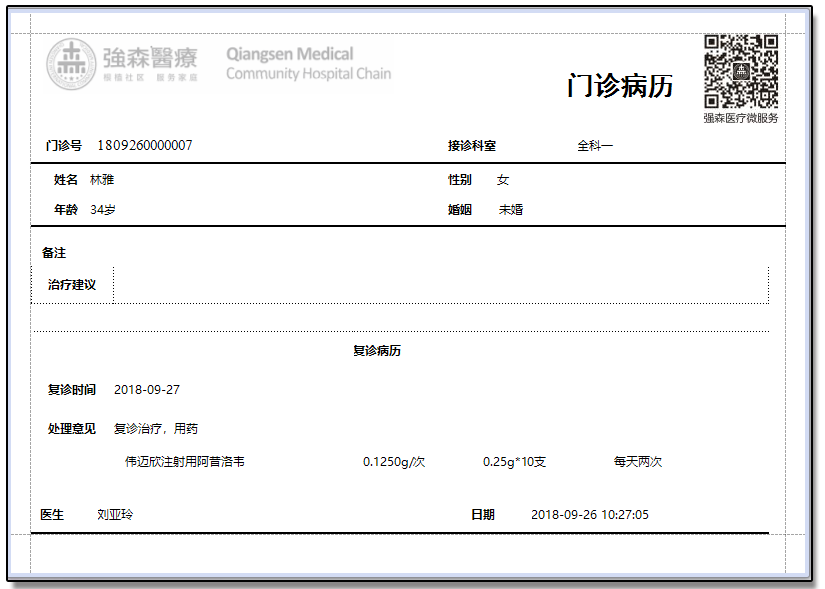 強森醫療
根植社区 服务家庭
Qiangsen Medical
Community Hospital Chain
门诊病历
强森医疗微服务
门诊号 1809260000007 接诊科室 全科一
姓名 林雅 性别 女
年龄 34岁 婚姻 未婚
备注
治疗建议
复诊病历
复诊时间 2018-09-27
处理意见 复诊治疗，用药
伟迈欣注射用阿昔洛韦 0.1250g/次 0.25g*10支 每天两次
医生 刘亚玲 日期 2018-09-26 10:27:05